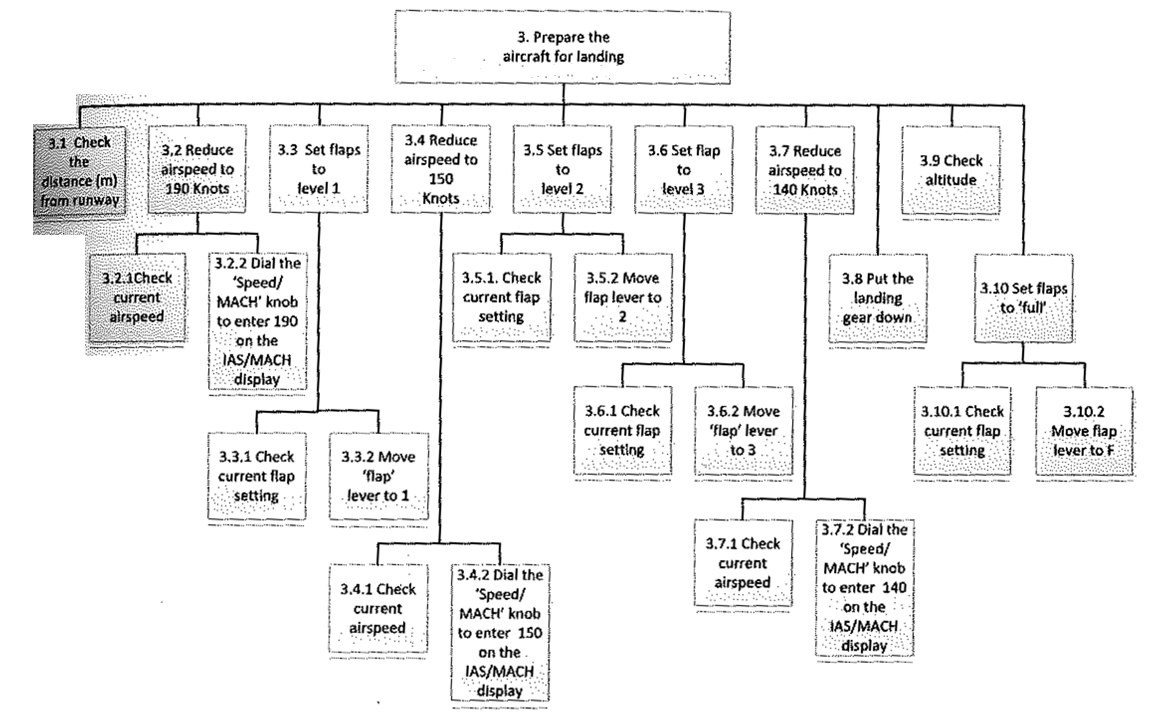 3. Prepare the
aircraft for landing
3.1 Check
the
distance (m)
from runway
3.2 Reduce
airspeed to
190 Knots
3.3 Set flaps
to
level 1
3.4 Reduce
airspeed to
150
Knots
3.5 Set flaps
to
level 2
3.6 Set flap
to
level 3
3.7 Reduce
airspeed to
140 Knots
3.9 Check
altitude
3.2.1Check
current
airspeed
3.2.2 Dial the
‘Speed/
MACH’ knob
to enter 190
on the
IAS/MACH
display
3.5.1. Check
current flap
setting
3.5.2 Move
flap lever to
2
3.8 Put the
landing
gear down
3.10 Set flaps
to ‘full’
3.3.1 Check
current flap
setting
3.3.2 Move
‘flap’
lever to 1
3.6.1 Check
current flap
setting
3.6.2 Move
‘flap’ lever
to 3
3.10.1 Check
current flap
setting
3.10.2
Move flap
lever to F
3.4.1 Check
current
airspeed
3.4.2 Dial the
‘Speed/
MACH’ knob
to enter 150
on the
IAS/MACH
display
3.7.1 Check
current
airspeed
3.7.2 Dial the
‘Speed/
MACH’ knob
to enter 140
on the
IAS/MACH
display